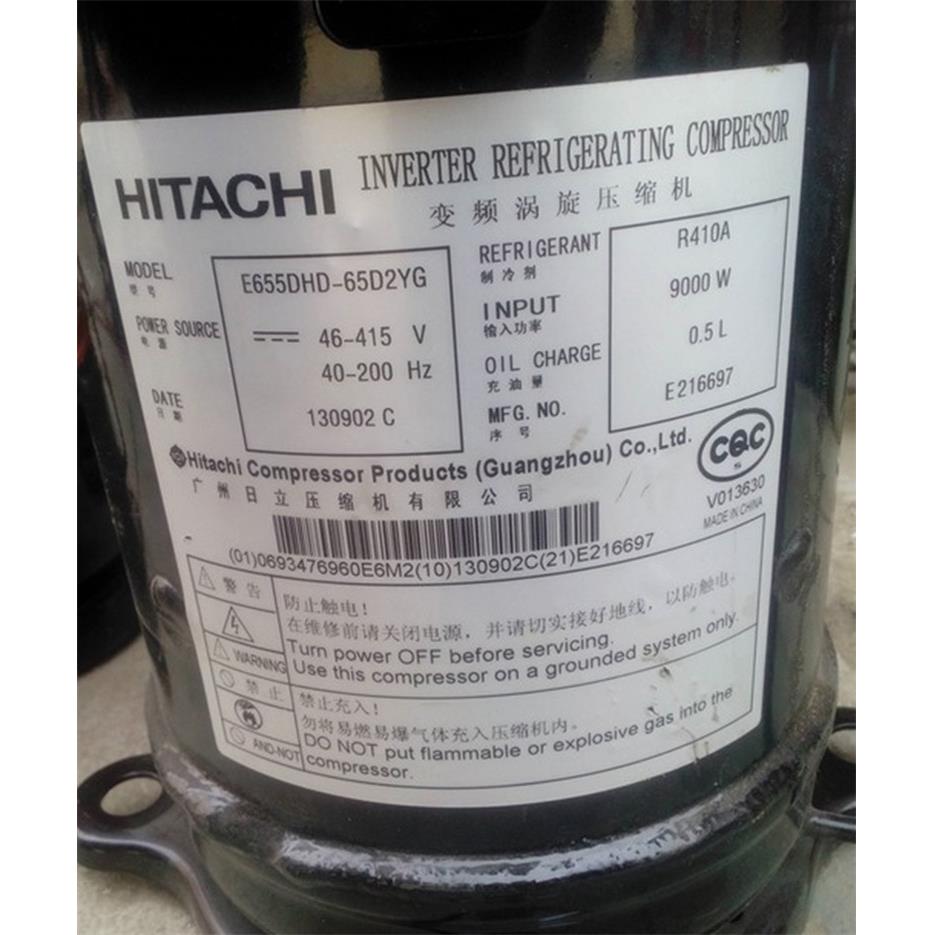 HITACHI INVERTER REFRIGERATING COMPRESSOR
变频涡旋压缩机
MODEL E655DHD-65D2YG
型号
POWER SOURCE 46-415 V
电源 40-200 Hz
DATE 130902 C
日期
REFRIGERANT R410A
制冷剂
INPUT 9000 W
输入功率
OIL CHARGE 0.5 L
充油量
MFG. NO. E216697
序号
Hitachi Compressor Products (Guangzhou) Co.,Ltd.
广州日立压缩机有限公司
CQC
S
V013630
MADE IN CHINA
(01)0693476960E6M2(10)130902C(21)E216697
警告
WARNING
防止触电!
在维修前请关闭电源,并请切实接好地线,以防触电。
Turn power OFF before servicing.
Use this compressor on a grounded system only.
禁止
AND-NOT
禁止充入!
勿将易燃易爆气体充入压缩机内。
DO NOT put flammable or explosive gas into the
compressor.